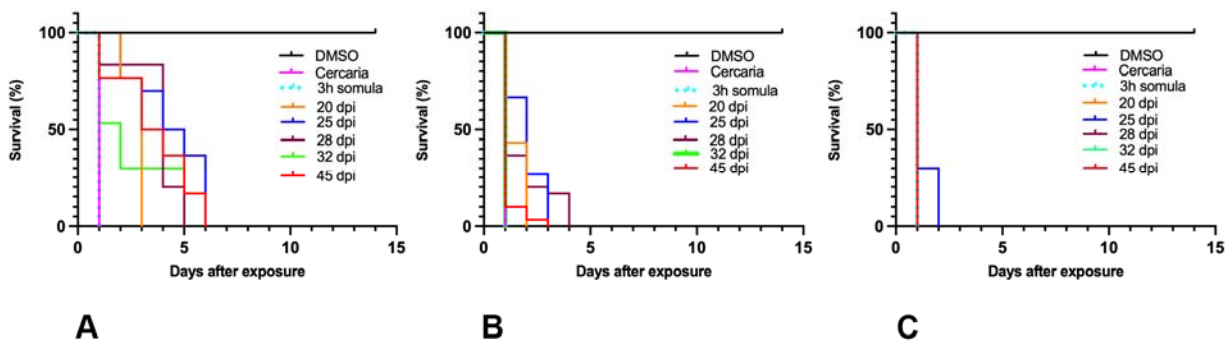 100
50
0
Survival (%)
DMSO
Cercaria
3h somula
20 dpi
25 dpi
28 dpi
32 dpi
45 dpi
0 5 10 15
Days after exposure
A
100
50
0
Survival (%)
DMSO
Cercaria
3h somula
20 dpi
25 dpi
28 dpi
32 dpi
45 dpi
0 5 10 15
Days after exposure
B
100
50
0
Survival (%)
DMSO
Cercaria
3h somula
20 dpi
25 dpi
28 dpi
32 dpi
45 dpi
0 5 10 15
Days after exposure
C